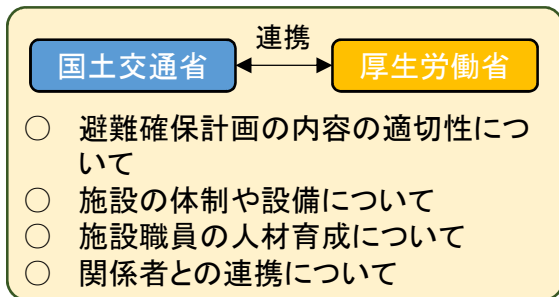 連携
国土交通省
厚生労働省
○ 避難確保計画の内容の適切性につ
いて
○ 施設の体制や設備について
○ 施設職員の人材育成について
○ 関係者との連携について